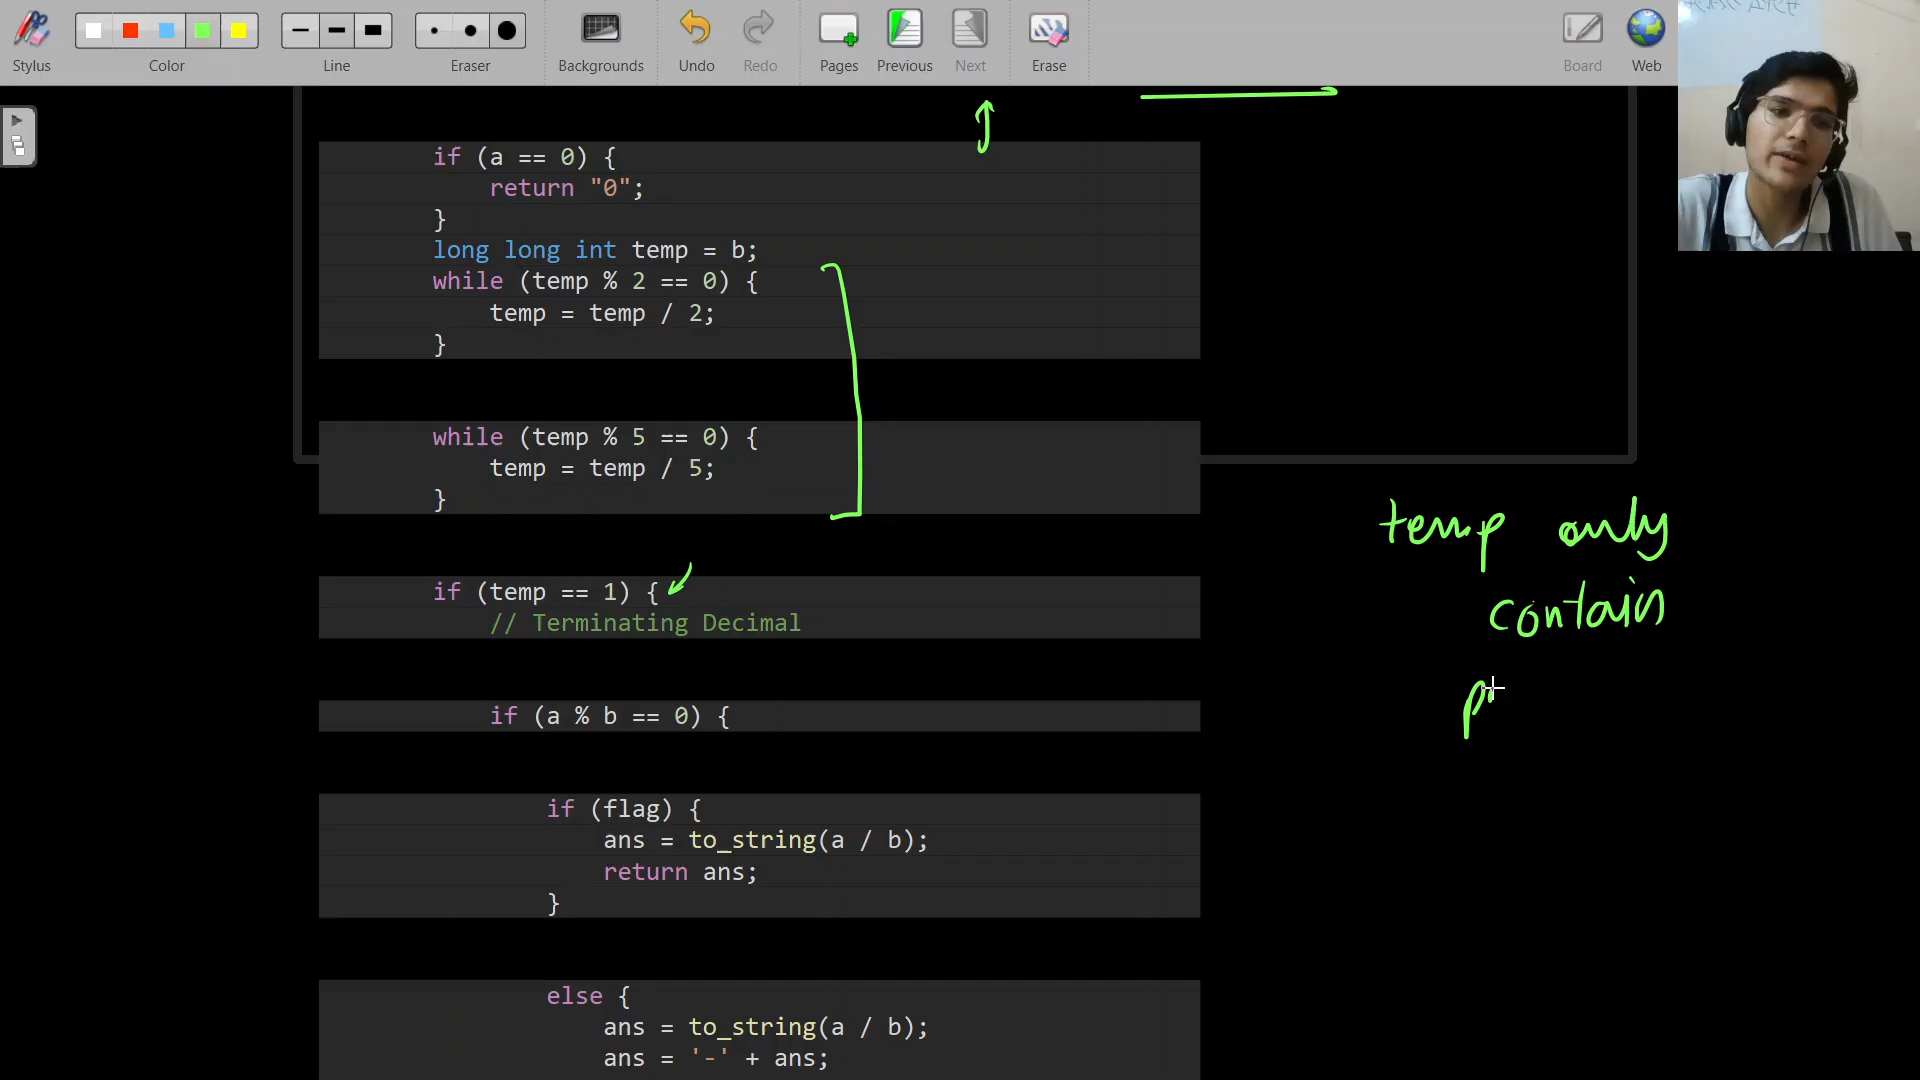 Stylus
Color
Line
Eraser
Backgrounds
Undo
Redo
Pages
Previous
Next
Erase
Board
Web
if (a == 0) {
return "0";
}
long long int temp = b;
while (temp % 2 == 0) {
temp = temp / 2;
}
while (temp % 5 == 0) {
temp = temp / 5;
}
temp only
contain
if (temp == 1) {
// Terminating Decimal
if (a % b == 0) {
if (flag) {
ans = to_string(a / b);
return ans;
}
else {
ans = to_string(a / b);
ans = '-' + ans;